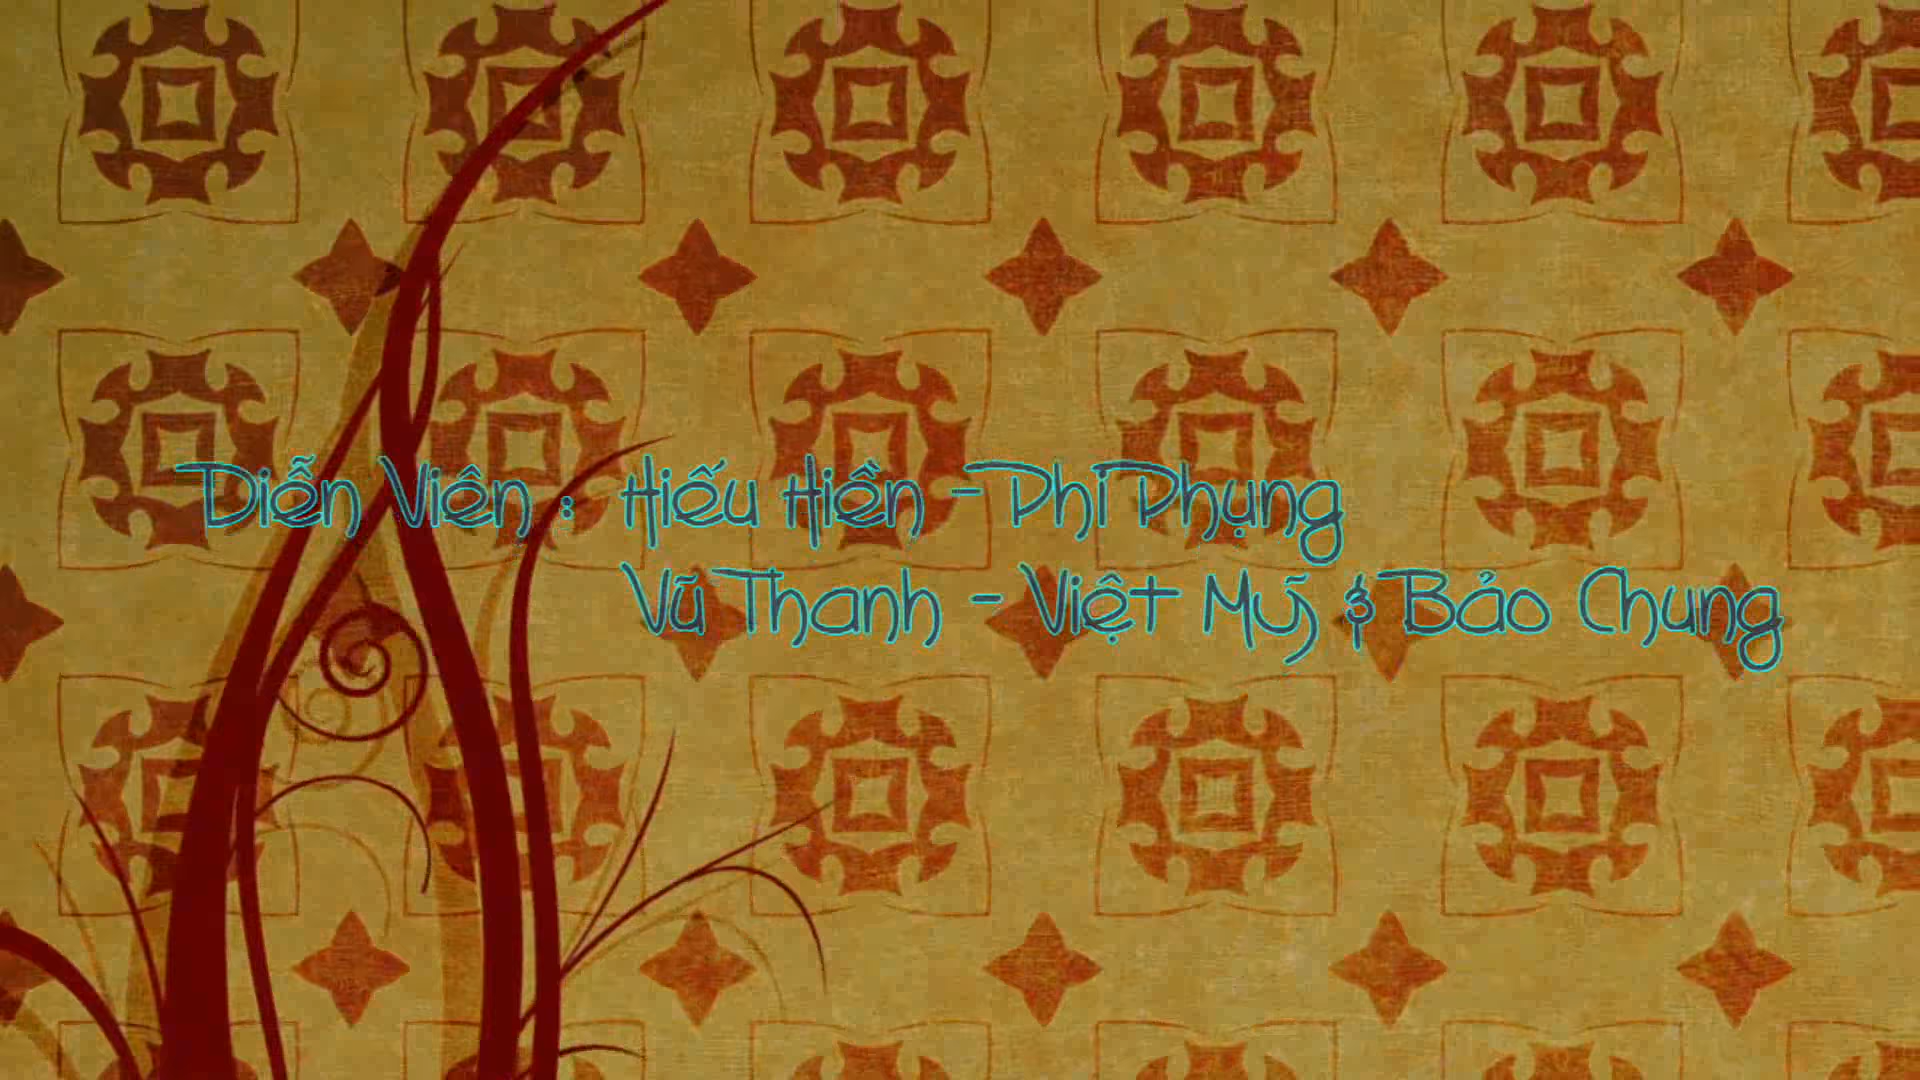 Diễn Viên : Hiếu Hiền - Phi Phụng
Vũ Thanh - Việt Mỹ & Bảo Chung